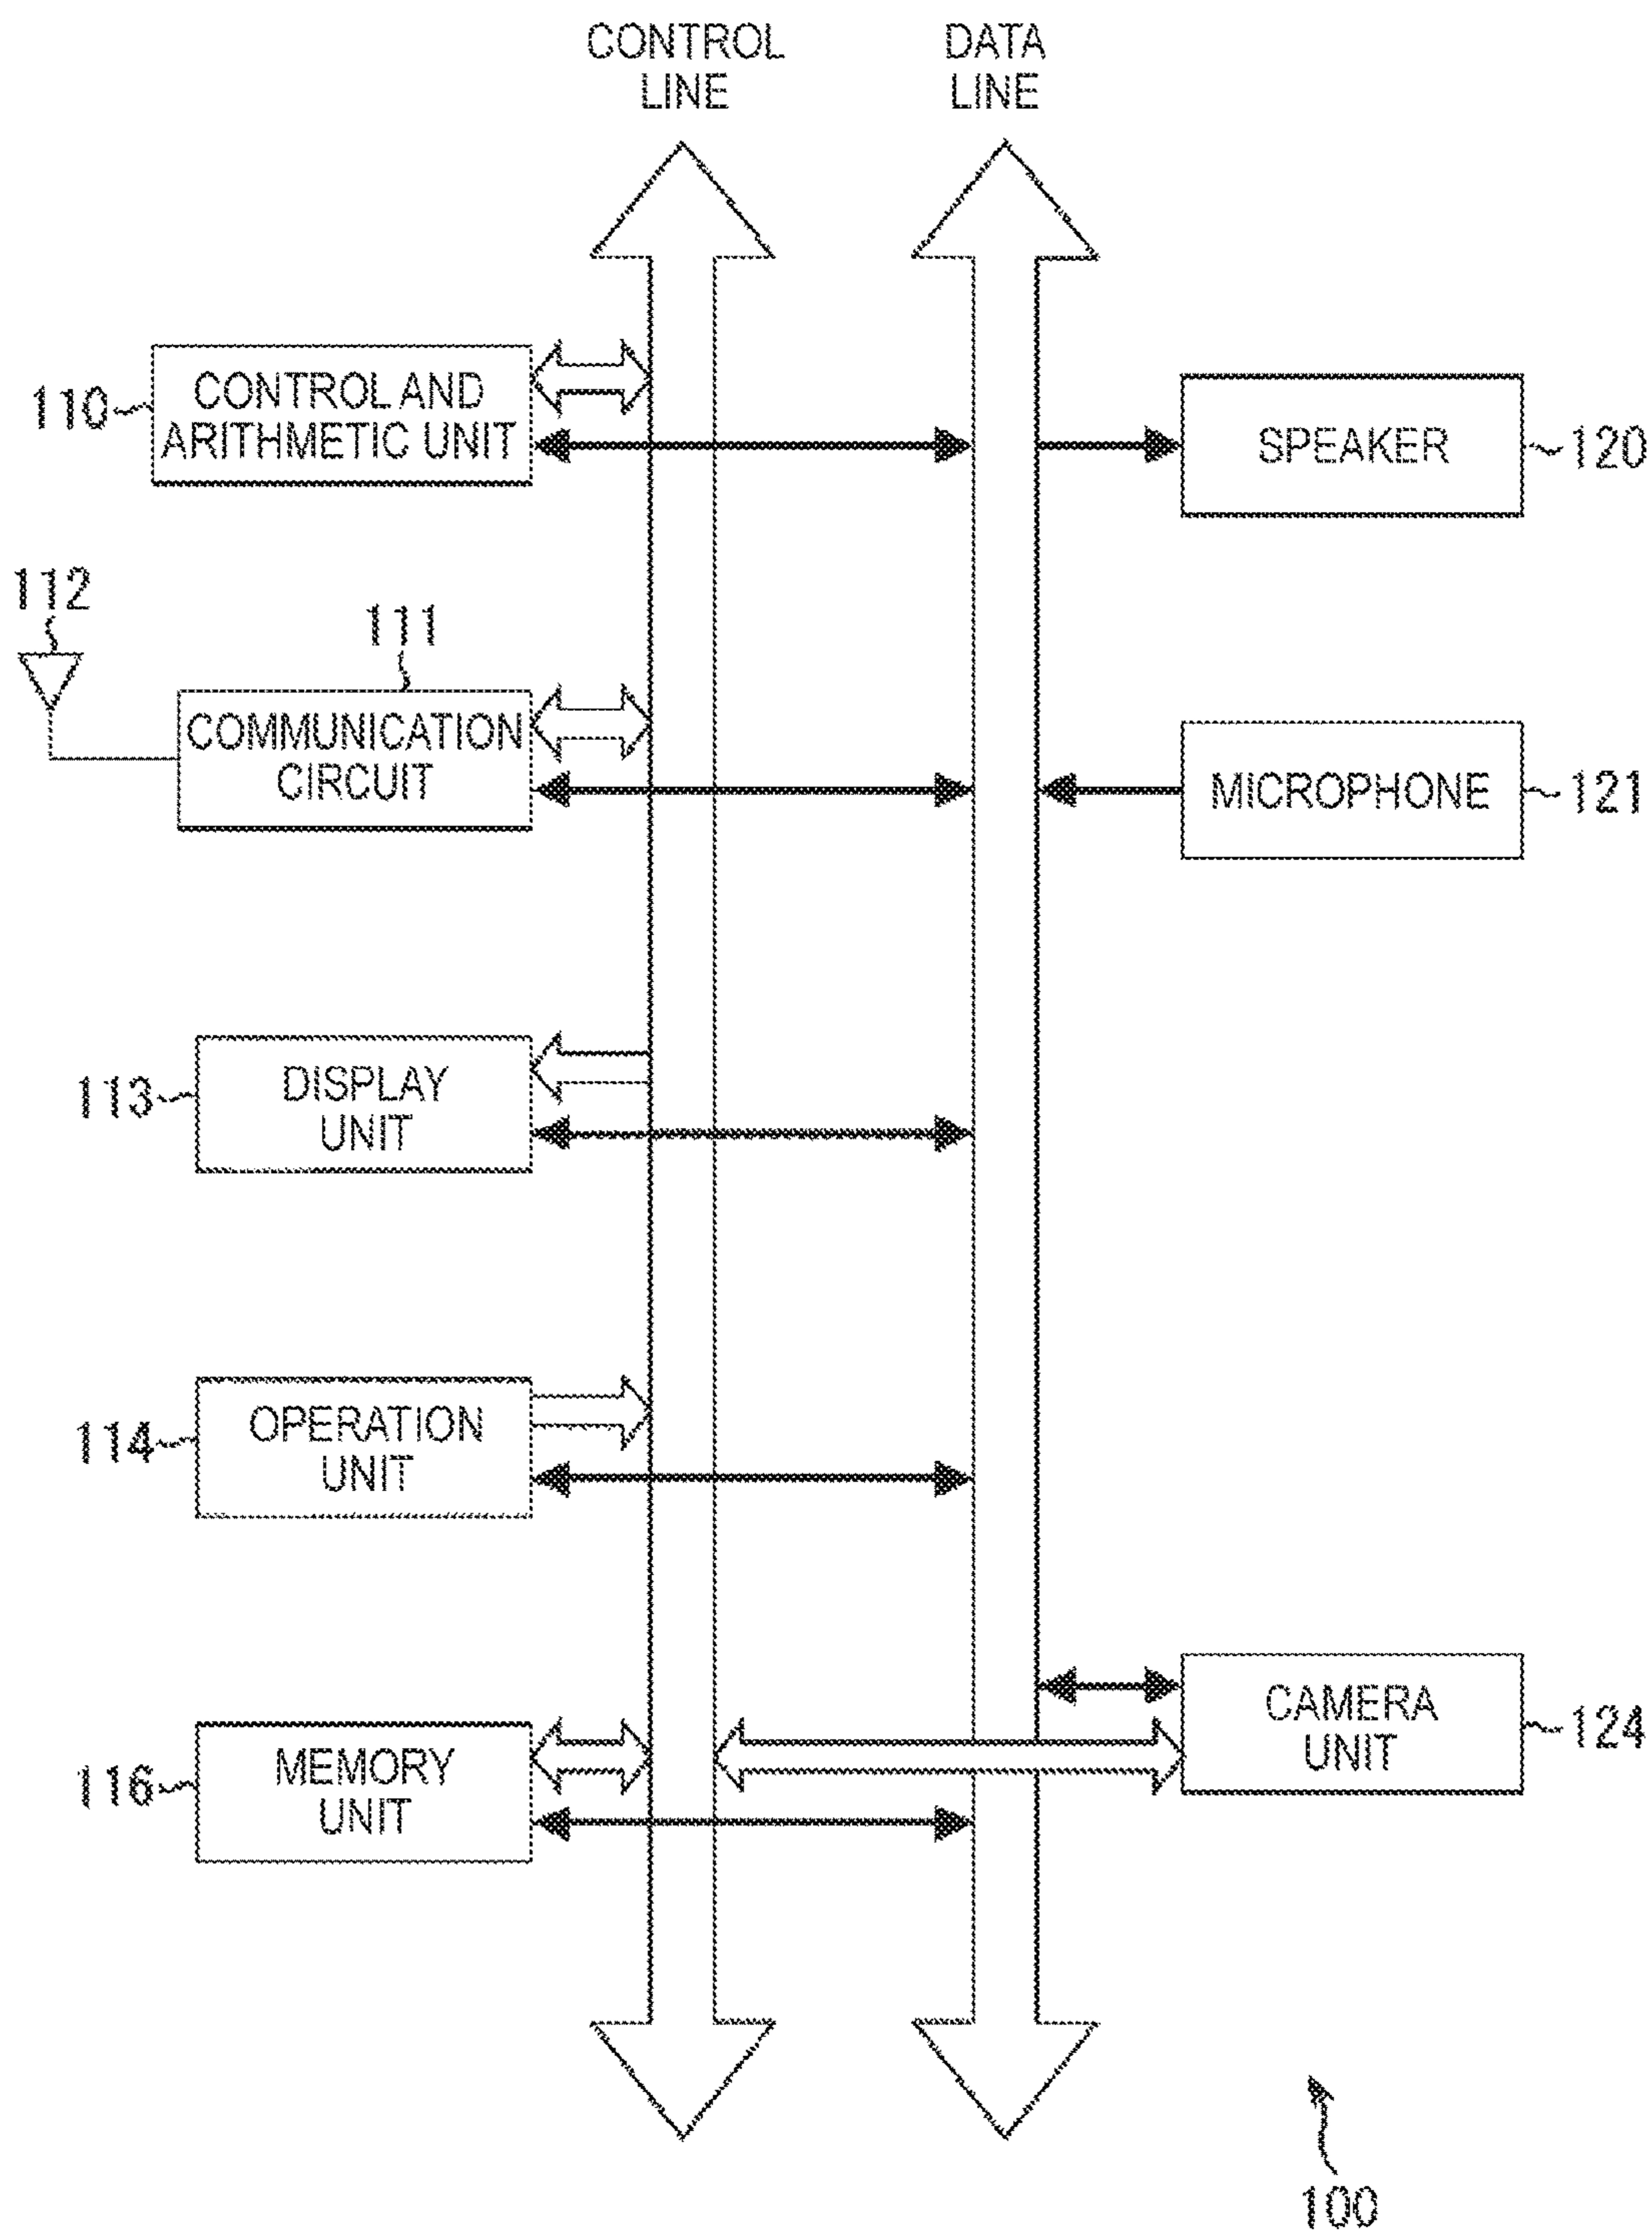 CONTROL
LINE
DATA
LINE
110
CONTROL AND
ARITHMETIC UNIT
SPEAKER
120
112
111
COMMUNICATION
CIRCUIT
MICROPHONE
121
113
DISPLAY
UNIT
114
OPERATION
UNIT
116
MEMORY
UNIT
CAMERA
UNIT
124
100